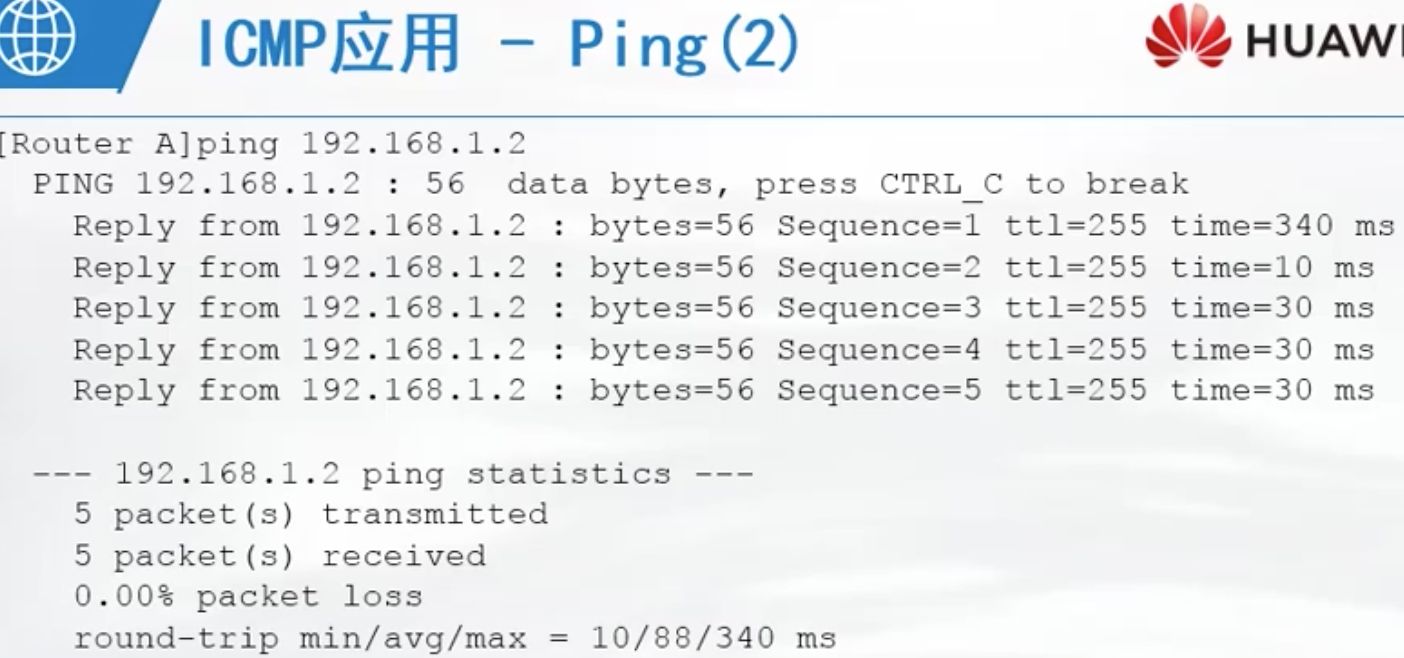 ICMP应用 - Ping(2)
HUAWE
[Router A]ping 192.168.1.2
PING 192.168.1.2 : 56 data bytes, press CTRL_C to break
Reply from 192.168.1.2 : bytes=56 Sequence=1 ttl=255 time=340 ms
Reply from 192.168.1.2 : bytes=56 Sequence=2 ttl=255 time=10 ms
Reply from 192.168.1.2 : bytes=56 Sequence=3 ttl=255 time=30 ms
Reply from 192.168.1.2 : bytes=56 Sequence=4 ttl=255 time=30 ms
Reply from 192.168.1.2 : bytes=56 Sequence=5 ttl=255 time=30 ms
--- 192.168.1.2 ping statistics ---
5 packet(s) transmitted
5 packet(s) received
0.00% packet loss
round-trip min/avg/max = 10/88/340 ms